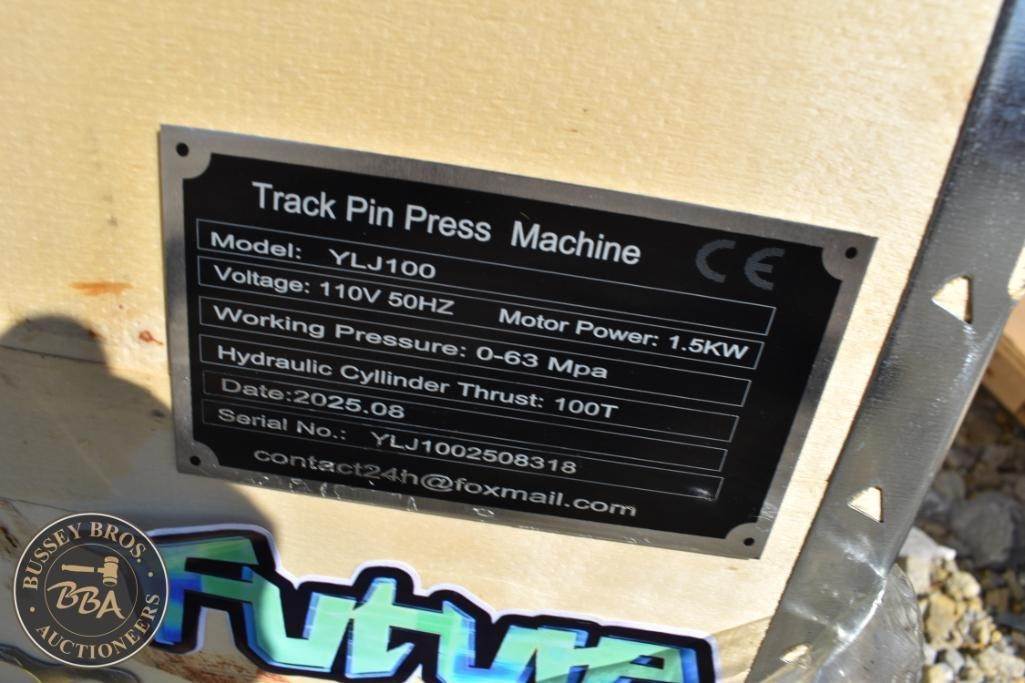 Track Pin Press Machine
CE
Model: YLJ100
Voltage: 110V 50HZ Motor Power: 1.5KW
Working Pressure: 0-63 Mpa
Hydraulic Cyllinder Thrust: 100T
Date:2025.08
Serial No.: YLJ1002508318
contact24h@foxmail.com
Future
BUSSEY BROS.
BBA
AUCTIONEERS